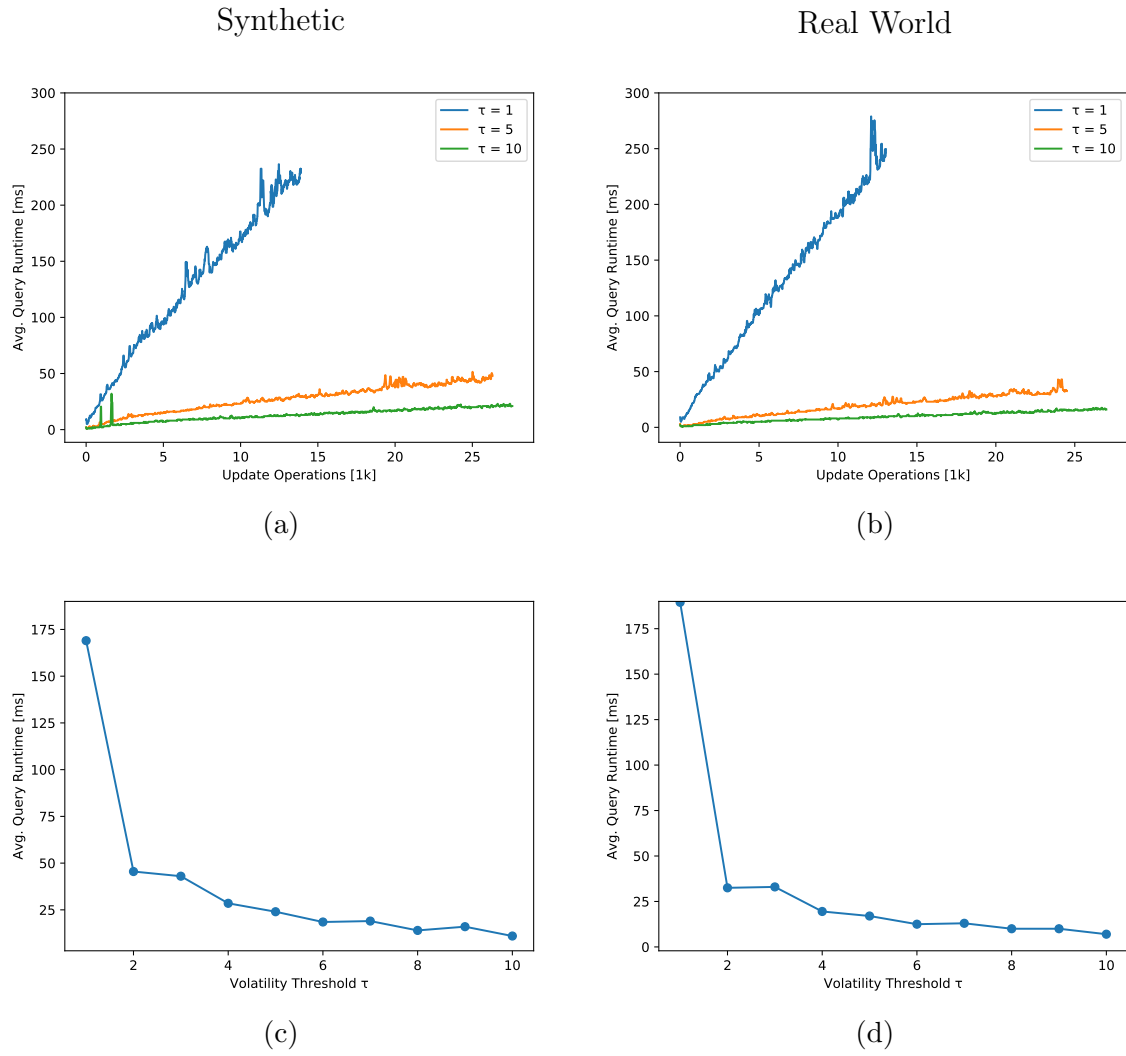 Synthetic
Real World
300
250
200
150
100
50
0
Avg. Query Runtime [ms]
τ = 1
τ = 5
τ = 10
0 5 10 15 20 25
Update Operations [1k]
(a)
300
250
200
150
100
50
0
Avg. Query Runtime [ms]
τ = 1
τ = 5
τ = 10
0 5 10 15 20 25
Update Operations [1k]
(b)
175
150
125
100
75
50
25
Avg. Query Runtime [ms]
2 4 6 8 10
Volatility Threshold τ
(c)
175
150
125
100
75
50
25
0
Avg. Query Runtime [ms]
2 4 6 8 10
Volatility Threshold τ
(d)